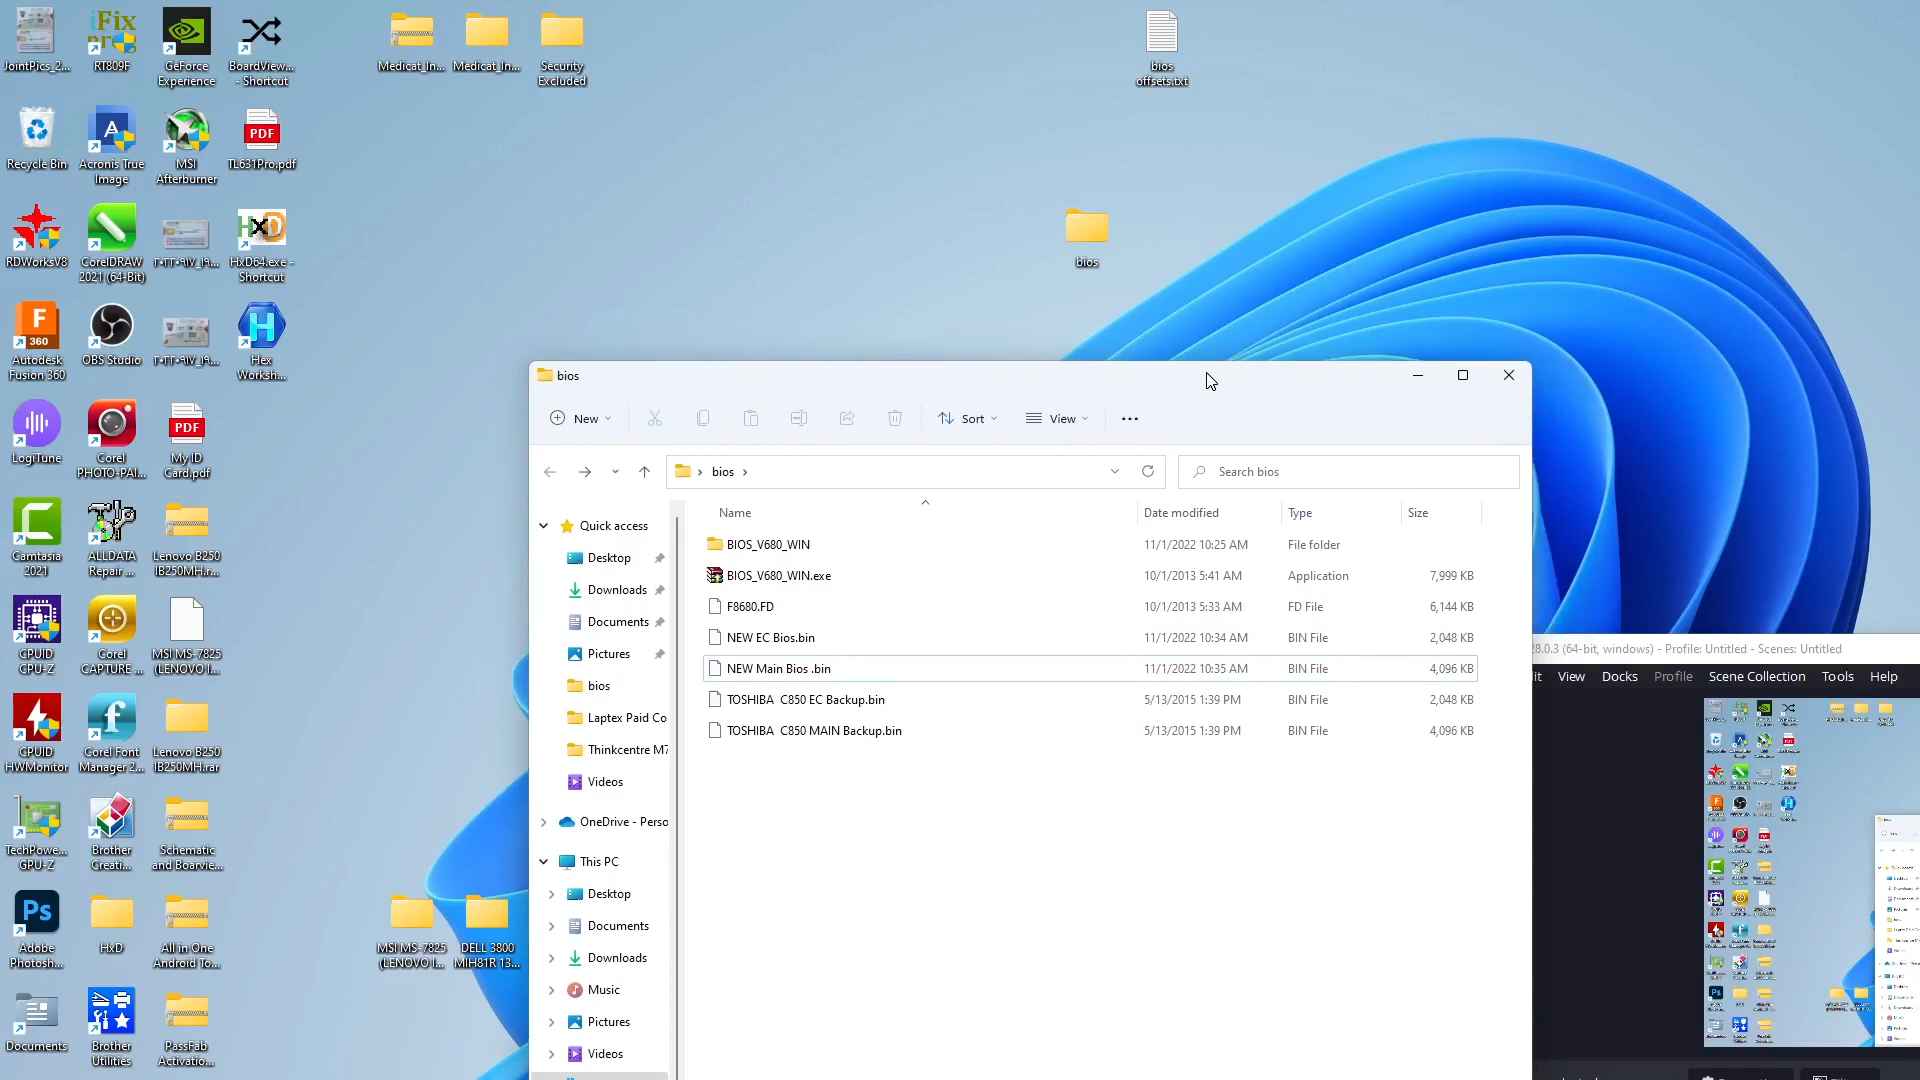 JointPics_2...
iFix
pro
RT809F
GeForce
Experience
BoardView...
- Shortcut
Medicat_In...
Medicat_In...
Security
Excluded
bios
offsets.txt
Recycle Bin
Acronis True
Image
MSI
Afterburner
PDF
TL631Pro.pdf
RDWorksV8
CorelDRAW
2021 (64-Bit)
HxD
HxD64.exe -
Shortcut
bios
Autodesk
Fusion 360
OBS Studio
Hex
Worksh...
LogiTune
Corel
PHOTO-PAI...
PDF
My ID
Card.pdf
Camtasia
2021
ALLDATA
Repair ...
Lenovo B250
IB250MH.r...
CPUID
CPU-Z
Corel
CAPTURE ...
MSI MS-7825
(LENOVO I...
CPUID
HWMonitor
Corel Font
Manager 2...
Lenovo B250
IB250MH.rar
TechPowe...
GPU-Z
Brother
Creati...
Schematic
and Boarvie...
Adobe
Photosh...
HxD
All in One
Android To...
MSI MS-7825
(LENOVO I...
DELL 3800
MIH81R 13...
Documents
Brother
Utilities
PassFab
Activatio...
bios
New
Sort
View
bios
Search bios
Quick access
Desktop
Downloads
Documents
Pictures
bios
Laptex Paid Co
Thinkcentre M7
Videos
OneDrive - Perso
This PC
Desktop
Documents
Downloads
Music
Pictures
Videos
Name Date modified Type Size
BIOS_V680_WIN 11/1/2022 10:25 AM File folder
BIOS_V680_WIN.exe 10/1/2013 5:41 AM Application 7,999 KB
F8680.FD 10/1/2013 5:33 AM FD File 6,144 KB
NEW EC Bios.bin 11/1/2022 10:34 AM BIN File 2,048 KB
NEW Main Bios .bin 11/1/2022 10:35 AM BIN File 4,096 KB
TOSHIBA C850 EC Backup.bin 5/13/2015 1:39 PM BIN File 2,048 KB
TOSHIBA C850 MAIN Backup.bin 5/13/2015 1:39 PM BIN File 4,096 KB
28.0.3 (64-bit, windows) - Profile: Untitled - Scenes: Untitled
View Docks Profile Scene Collection Tools Help